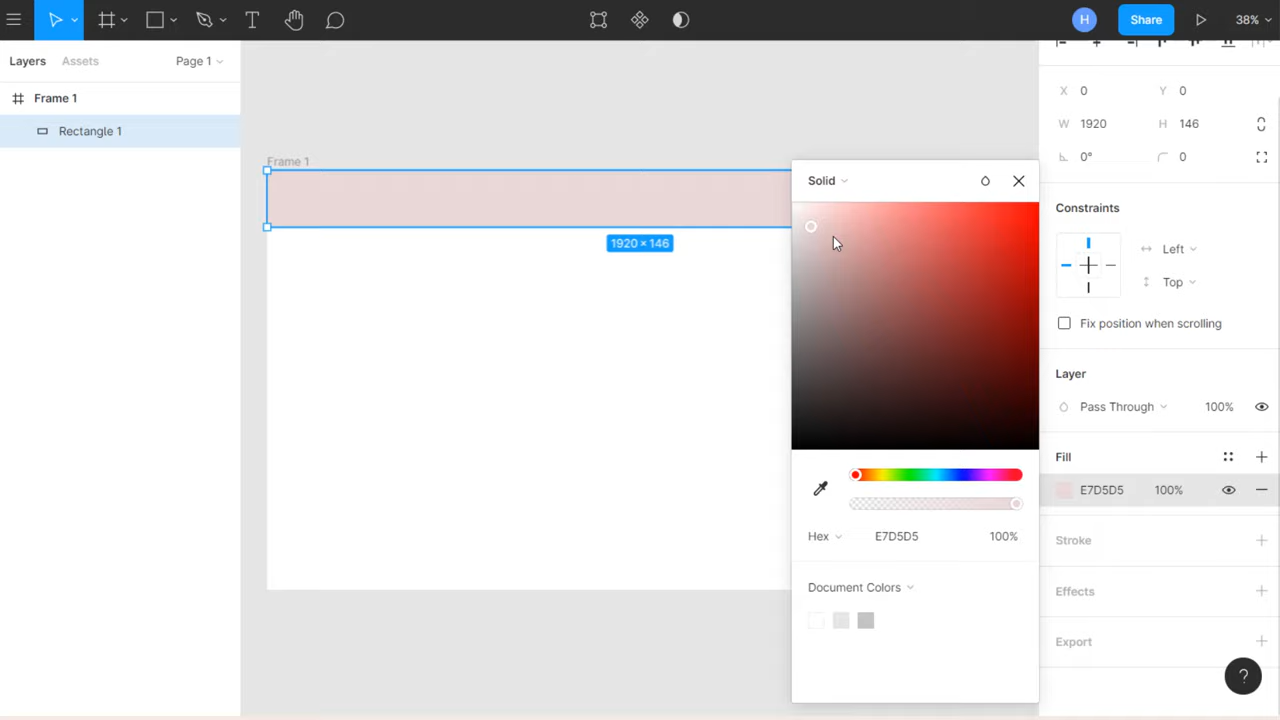 H Share 38%
Layers Assets Page 1
Frame 1
Rectangle 1
Frame 1
1920 × 146
Solid
Hex E7D5D5 100%
Document Colors
X 0 Y 0
W 1920 H 146
0° 0
Constraints
Left
Top
Fix position when scrolling
Layer
Pass Through 100%
Fill
E7D5D5 100%
Stroke
Effects
Export
?